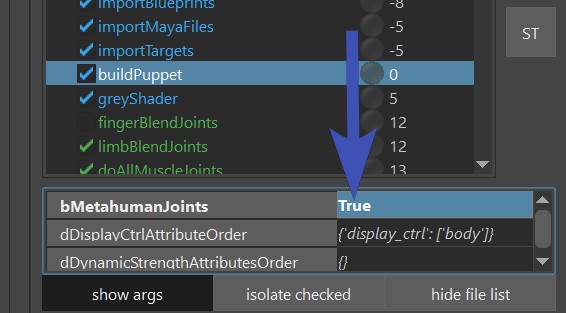 importBlueprints -8
importMayaFiles -5
importTargets -5
buildPuppet 0
greyShader 5
fingerBlendJoints 12
limbBlendJoints 12
doAllMuscleJoints 13
ST
bMetahumanJoints True
dDisplayCtrlAttributeOrder {'display_ctrl': ['body']}
dDynamicStrengthAttributesOrder {}
show args isolate checked hide file list